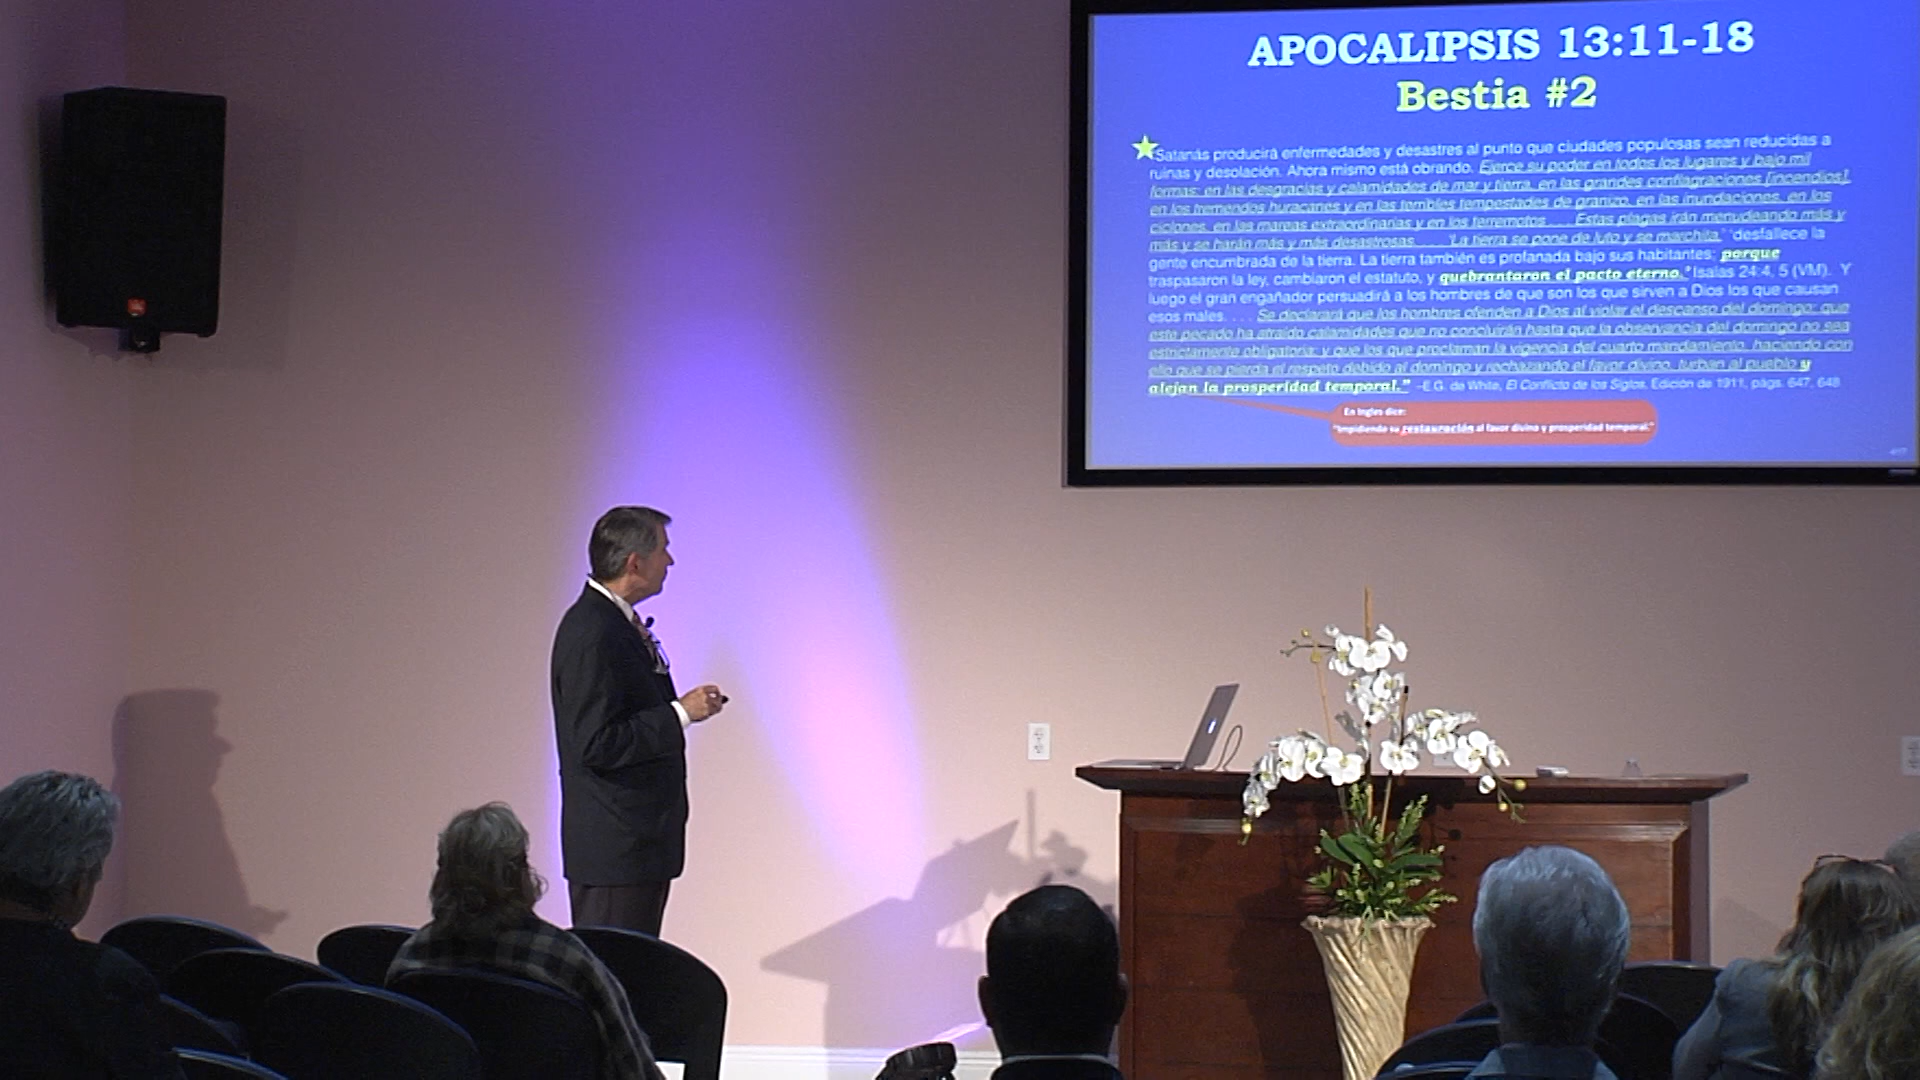 APOCALIPSIS 13:11-18
Bestia #2
Satanás producirá enfermedades y desastres al punto que ciudades populosas sean reducidas a
ruinas y desolación. Ahora mismo está obrando. Ejerce su poder en todos los lugares y bajo mil
formas: en las desgracias y calamidades de mar y tierra, en las grandes conflagraciones [incendios],
en los tremendos huracanes y en las terribles tempestades de granizo, en las inundaciones, en los
ciclones, en las mareas extraordinarias y en los terremotos . . . . Estas plagas irán menudeando más y
más y se harán más y más desastrosas. . . . 'La tierra se pone de luto y se marchita,' 'desfallece la
gente encumbrada de la tierra. La tierra también es profanada bajo sus habitantes; porque
traspasaron la ley, cambiaron el estatuto, y quebrantaron el pacto eterno.' Isaías 24:4, 5 (VM). Y
luego el gran engañador persuadirá a los hombres de que son los que sirven a Dios los que causan
esos males. . . . Se declarará que los hombres ofenden a Dios al violar el descanso del domingo; que
este pecado ha atraído calamidades que no concluirán hasta que la observancia del domingo no sea
estrictamente obligatoria; y que los que proclaman la vigencia del cuarto mandamiento, haciendo con
ello que se pierda el respeto debido al domingo y rechazando el favor divino, turban al pueblo y
alejan la prosperidad temporal." –E.G. de White, El Conflicto de los Siglos, Edición de 1911, págs. 647, 648
En Ingles dice:
"Impidiendo su restauración al favor divino y prosperidad temporal."